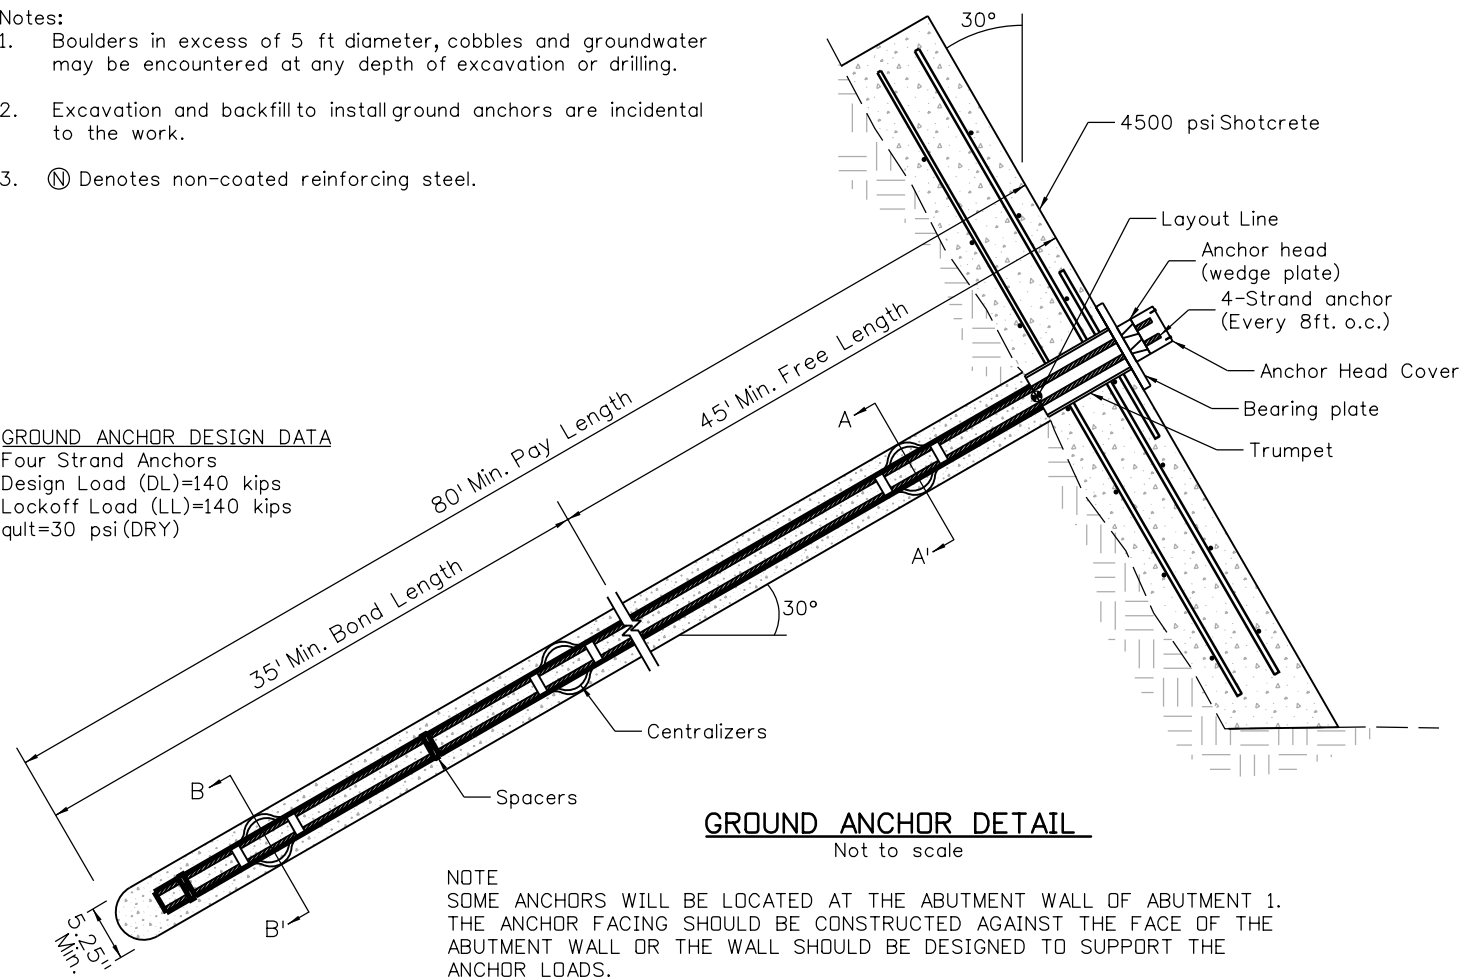 Notes:
1. Boulders in excess of 5 ft diameter, cobbles and groundwater
may be encountered at any depth of excavation or drilling.
2. Excavation and backfill to install ground anchors are incidental
to the work.
3. Ⓝ Denotes non-coated reinforcing steel.
30°
4500 psi Shotcrete
Layout Line
Anchor head
(wedge plate)
4-Strand anchor
(Every 8ft. o.c.)
Anchor Head Cover
Bearing plate
Trumpet
80' Min. Pay Length
45' Min. Free Length
35' Min. Bond Length
A
A'
30°
GROUND ANCHOR DESIGN DATA
Four Strand Anchors
Design Load (DL)=140 kips
Lockoff Load (LL)=140 kips
qult=30 psi (DRY)
Centralizers
Spacers
B
B'
5.25"
Min.
GROUND ANCHOR DETAIL
Not to scale
NOTE
SOME ANCHORS WILL BE LOCATED AT THE ABUTMENT WALL OF ABUTMENT 1.
THE ANCHOR FACING SHOULD BE CONSTRUCTED AGAINST THE FACE OF THE
ABUTMENT WALL OR THE WALL SHOULD BE DESIGNED TO SUPPORT THE
ANCHOR LOADS.